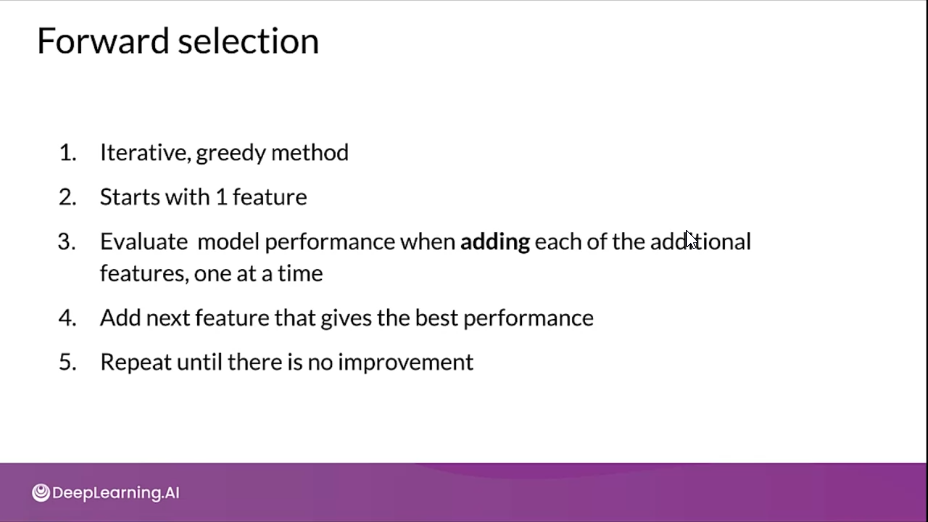 Forward selection
1. Iterative, greedy method
2. Starts with 1 feature
3. Evaluate model performance when adding each of the additional
features, one at a time
4. Add next feature that gives the best performance
5. Repeat until there is no improvement
DeepLearning.AI